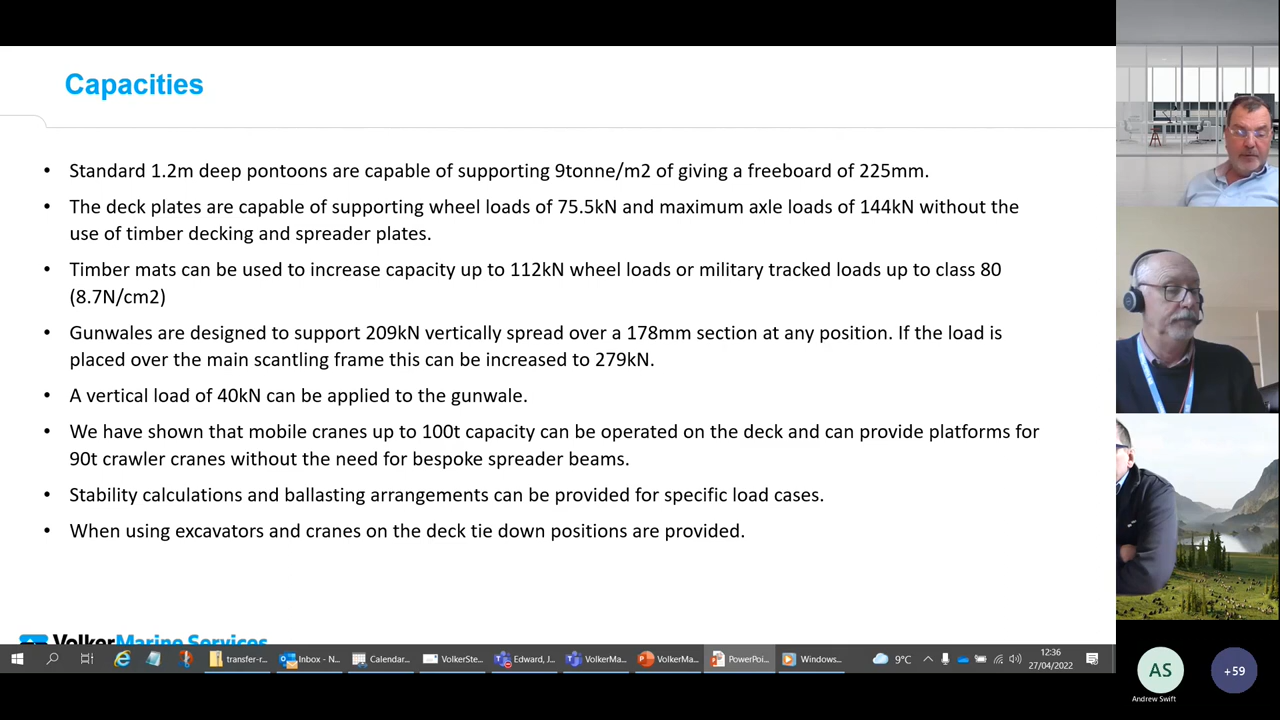 Capacities
• Standard 1.2m deep pontoons are capable of supporting 9tonne/m2 of giving a freeboard of 225mm.
• The deck plates are capable of supporting wheel loads of 75.5kN and maximum axle loads of 144kN without the
use of timber decking and spreader plates.
• Timber mats can be used to increase capacity up to 112kN wheel loads or military tracked loads up to class 80
(8.7N/cm2)
• Gunwales are designed to support 209kN vertically spread over a 178mm section at any position. If the load is
placed over the main scantling frame this can be increased to 279kN.
• A vertical load of 40kN can be applied to the gunwale.
• We have shown that mobile cranes up to 100t capacity can be operated on the deck and can provide platforms for
90t crawler cranes without the need for bespoke spreader beams.
• Stability calculations and ballasting arrangements can be provided for specific load cases.
• When using excavators and cranes on the deck tie down positions are provided.
VolkerMarine Services
transfer-r... Inbox - N... Calendar... VolkerSte... Edward, J... VolkerMa... VolkerMa... PowerPoi... Windows... 9°C 12:36
27/04/2022
AS
Andrew Swift
+59